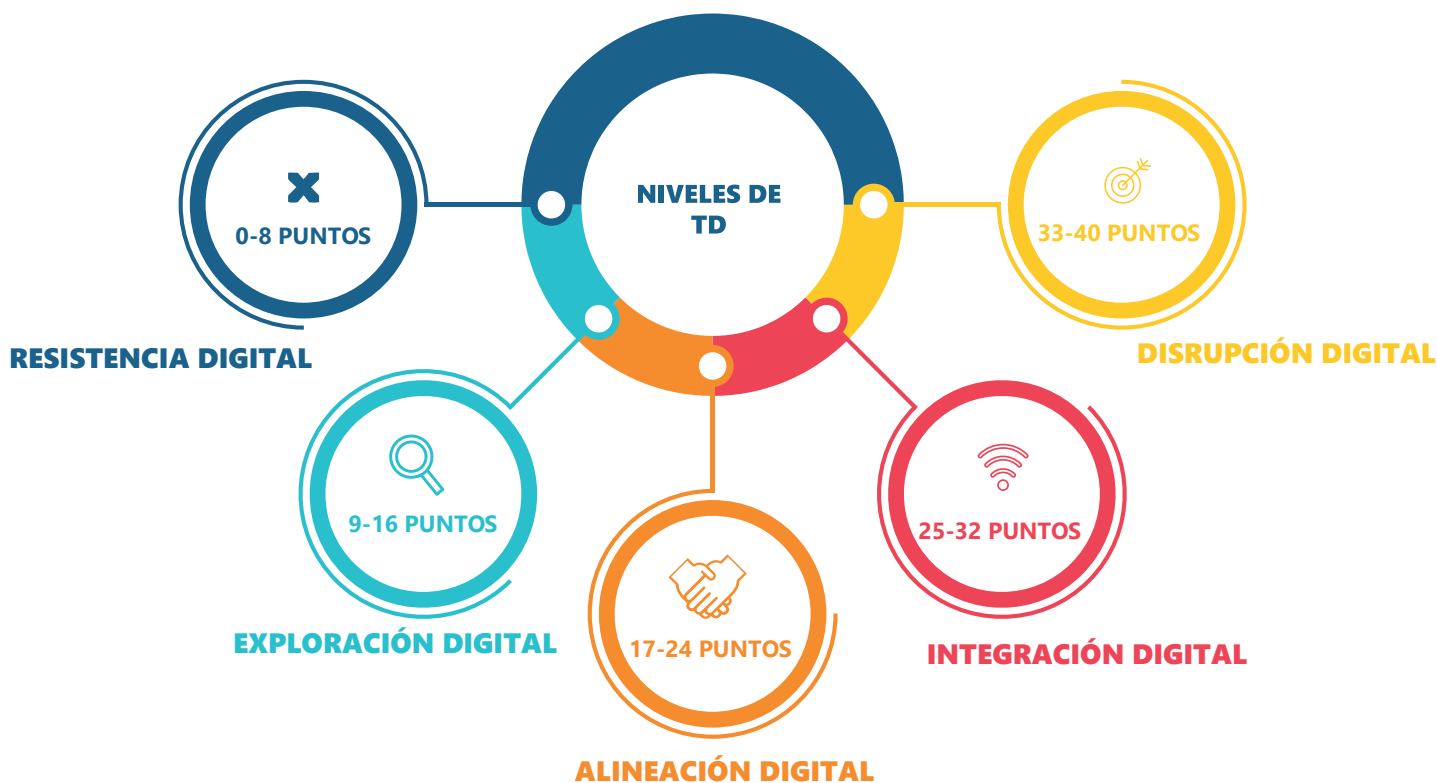 NIVELES DE
TD
0-8 PUNTOS
RESISTENCIA DIGITAL
9-16 PUNTOS
EXPLORACIÓN DIGITAL
17-24 PUNTOS
ALINEACIÓN DIGITAL
25-32 PUNTOS
INTEGRACIÓN DIGITAL
33-40 PUNTOS
DISRUPCIÓN DIGITAL